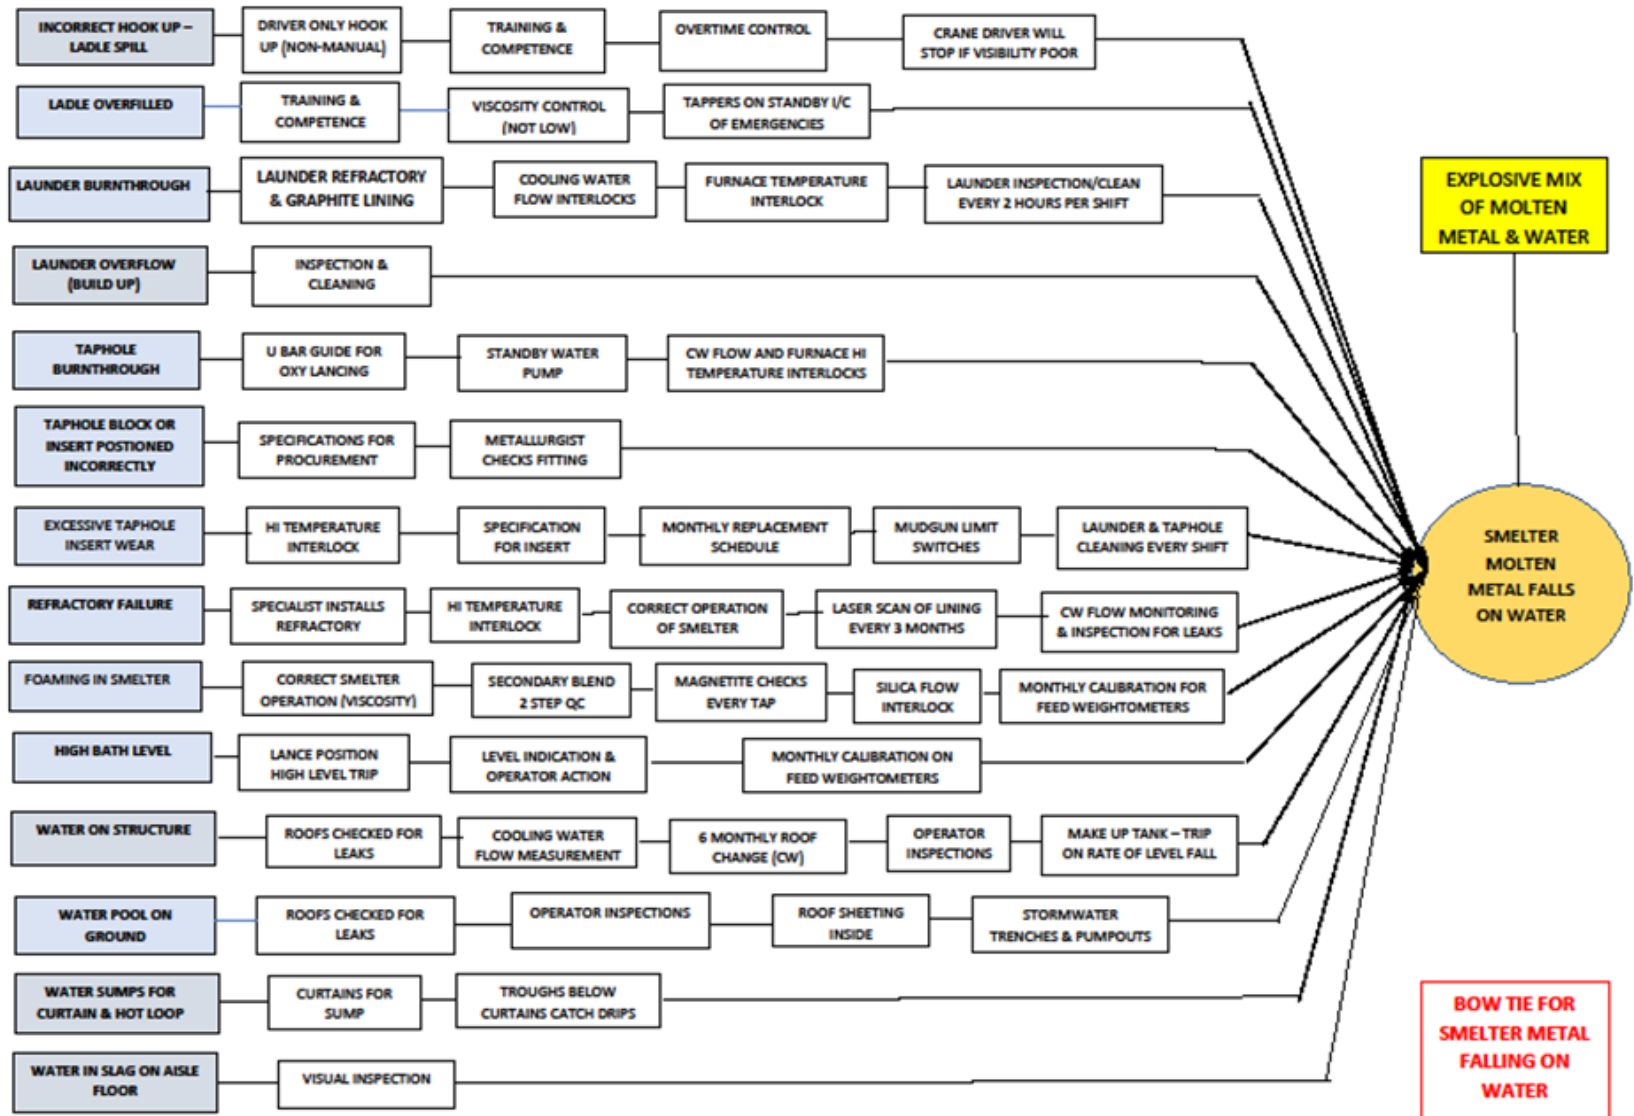 INCORRECT HOOK UP –
LADLE SPILL
DRIVER ONLY HOOK
UP (NON-MANUAL)
TRAINING &
COMPETENCE
OVERTIME CONTROL
CRANE DRIVER WILL
STOP IF VISIBILITY POOR
LADLE OVERFILLED
TRAINING &
COMPETENCE
VISCOSITY CONTROL
(NOT LOW)
TAPPERS ON STANDBY I/C
OF EMERGENCIES
LAUNDER BURNTHROUGH
LAUNDER REFRACTORY
& GRAPHITE LINING
COOLING WATER
FLOW INTERLOCKS
FURNACE TEMPERATURE
INTERLOCK
LAUNDER INSPECTION/CLEAN
EVERY 2 HOURS PER SHIFT
EXPLOSIVE MIX
OF MOLTEN
METAL & WATER
LAUNDER OVERFLOW
(BUILD UP)
INSPECTION &
CLEANING
TAPHOLE
BURNTHROUGH
U BAR GUIDE FOR
OXY LANCING
STANDBY WATER
PUMP
CW FLOW AND FURNACE HI
TEMPERATURE INTERLOCKS
TAPHOLE BLOCK OR
INSERT POSTIONED
INCORRECTLY
SPECIFICATIONS FOR
PROCUREMENT
METALLURGIST
CHECKS FITTING
EXCESSIVE TAPHOLE
INSERT WEAR
HI TEMPERATURE
INTERLOCK
SPECIFICATION
FOR INSERT
MONTHLY REPLACEMENT
SCHEDULE
MUDGUN LIMIT
SWITCHES
LAUNDER & TAPHOLE
CLEANING EVERY SHIFT
SMELTER
MOLTEN
METAL FALLS
ON WATER
REFRACTORY FAILURE
SPECIALIST INSTALLS
REFRACTORY
HI TEMPERATURE
INTERLOCK
CORRECT OPERATION
OF SMELTER
LASER SCAN OF LINING
EVERY 3 MONTHS
CW FLOW MONITORING
& INSPECTION FOR LEAKS
FOAMING IN SMELTER
CORRECT SMELTER
OPERATION (VISCOSITY)
SECONDARY BLEND
2 STEP QC
MAGNETITE CHECKS
EVERY TAP
SILICA FLOW
INTERLOCK
MONTHLY CALIBRATION FOR
FEED WEIGHTOMETERS
HIGH BATH LEVEL
LANCE POSITION
HIGH LEVEL TRIP
LEVEL INDICATION &
OPERATOR ACTION
MONTHLY CALIBRATION ON
FEED WEIGHTOMETERS
WATER ON STRUCTURE
ROOFS CHECKED FOR
LEAKS
COOLING WATER
FLOW MEASUREMENT
6 MONTHLY ROOF
CHANGE (CW)
OPERATOR
INSPECTIONS
MAKE UP TANK – TRIP
ON RATE OF LEVEL FALL
WATER POOL ON
GROUND
ROOFS CHECKED FOR
LEAKS
OPERATOR INSPECTIONS
ROOF SHEETING
INSIDE
STORMWATER
TRENCHES & PUMPOUTS
WATER SUMPS FOR
CURTAIN & HOT LOOP
CURTAINS FOR
SUMP
TROUGHS BELOW
CURTAINS CATCH DRIPS
WATER IN SLAG ON AISLE
FLOOR
VISUAL INSPECTION
BOW TIE FOR
SMELTER METAL
FALLING ON
WATER